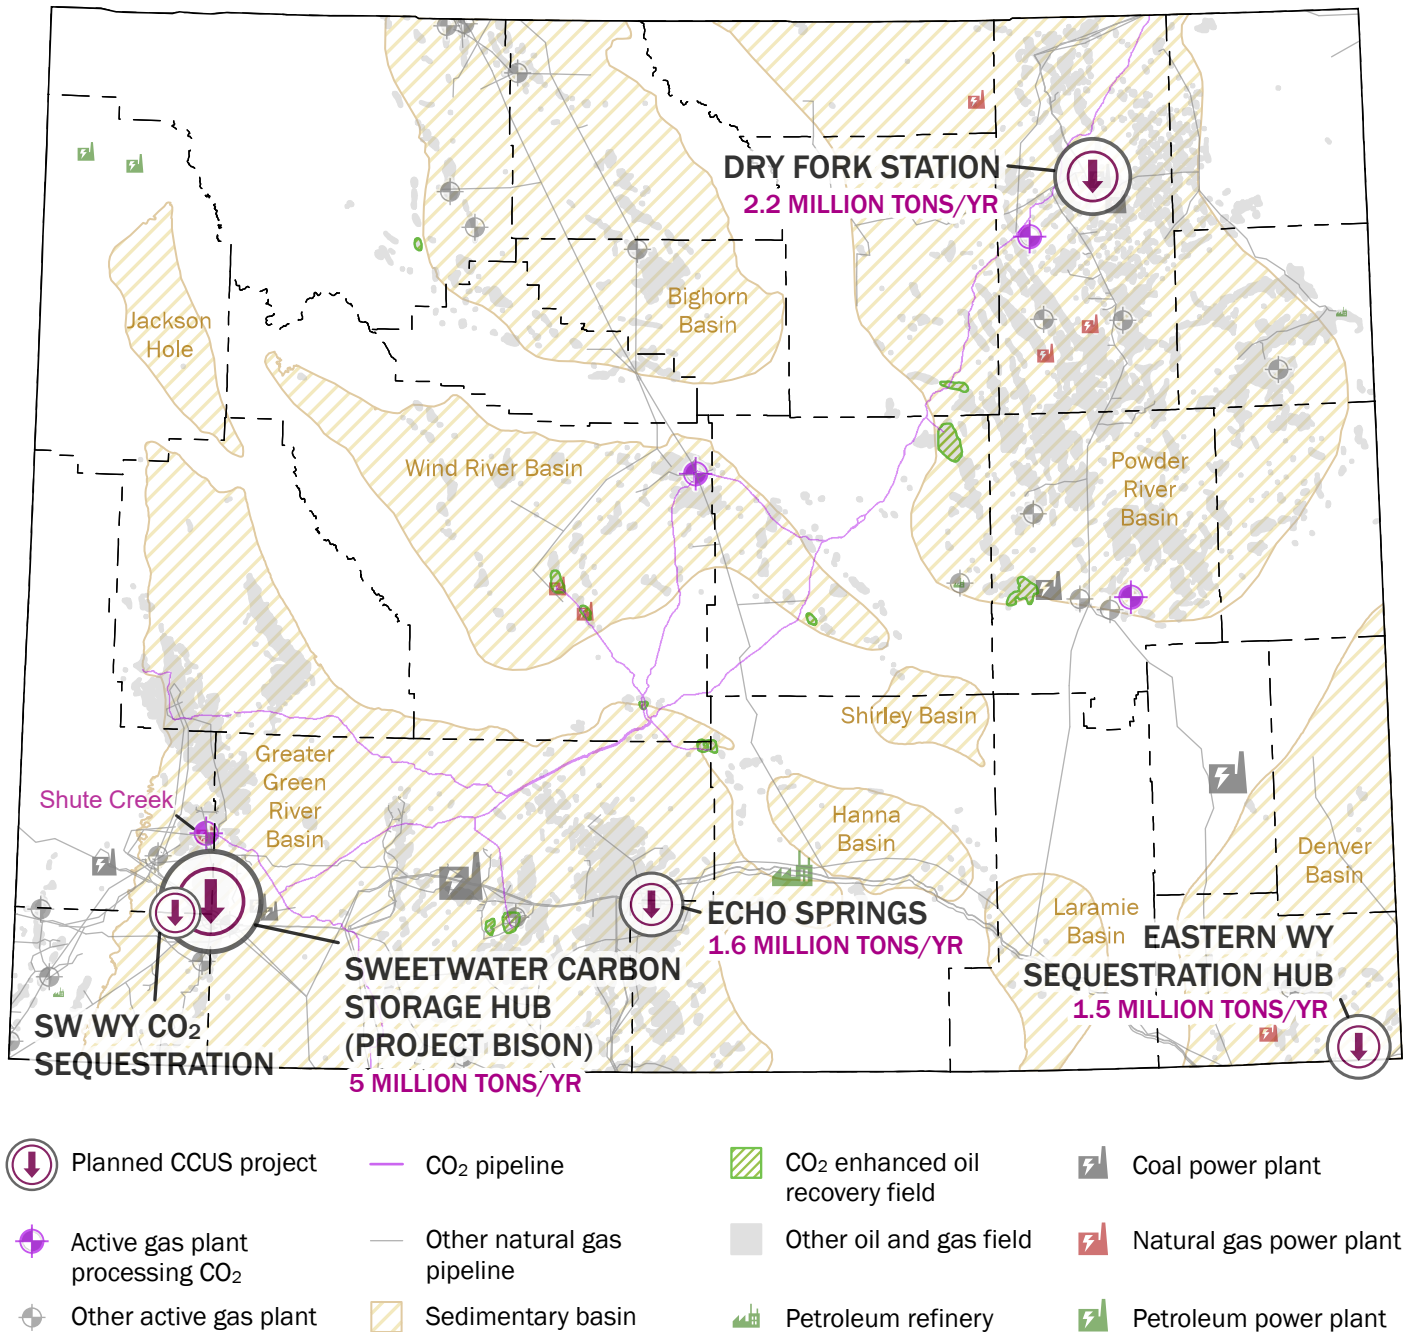 DRY FORK STATION
2.2 MILLION TONS/YR
Bighorn
Basin
Jackson
Hole
Wind River Basin
Powder
River
Basin
Shirley Basin
Greater
Green
River
Basin
Shute Creek
Hanna
Basin
Denver
Basin
Laramie
Basin
ECHO SPRINGS
1.6 MILLION TONS/YR
EASTERN WY
SEQUESTRATION HUB
1.5 MILLION TONS/YR
SWEETWATER CARBON
STORAGE HUB
(PROJECT BISON)
5 MILLION TONS/YR
SW WY CO₂
SEQUESTRATION
Planned CCUS project
CO₂ pipeline
CO₂ enhanced oil
recovery field
Coal power plant
Active gas plant
processing CO₂
Other natural gas
pipeline
Other oil and gas field
Natural gas power plant
Other active gas plant
Sedimentary basin
Petroleum refinery
Petroleum power plant